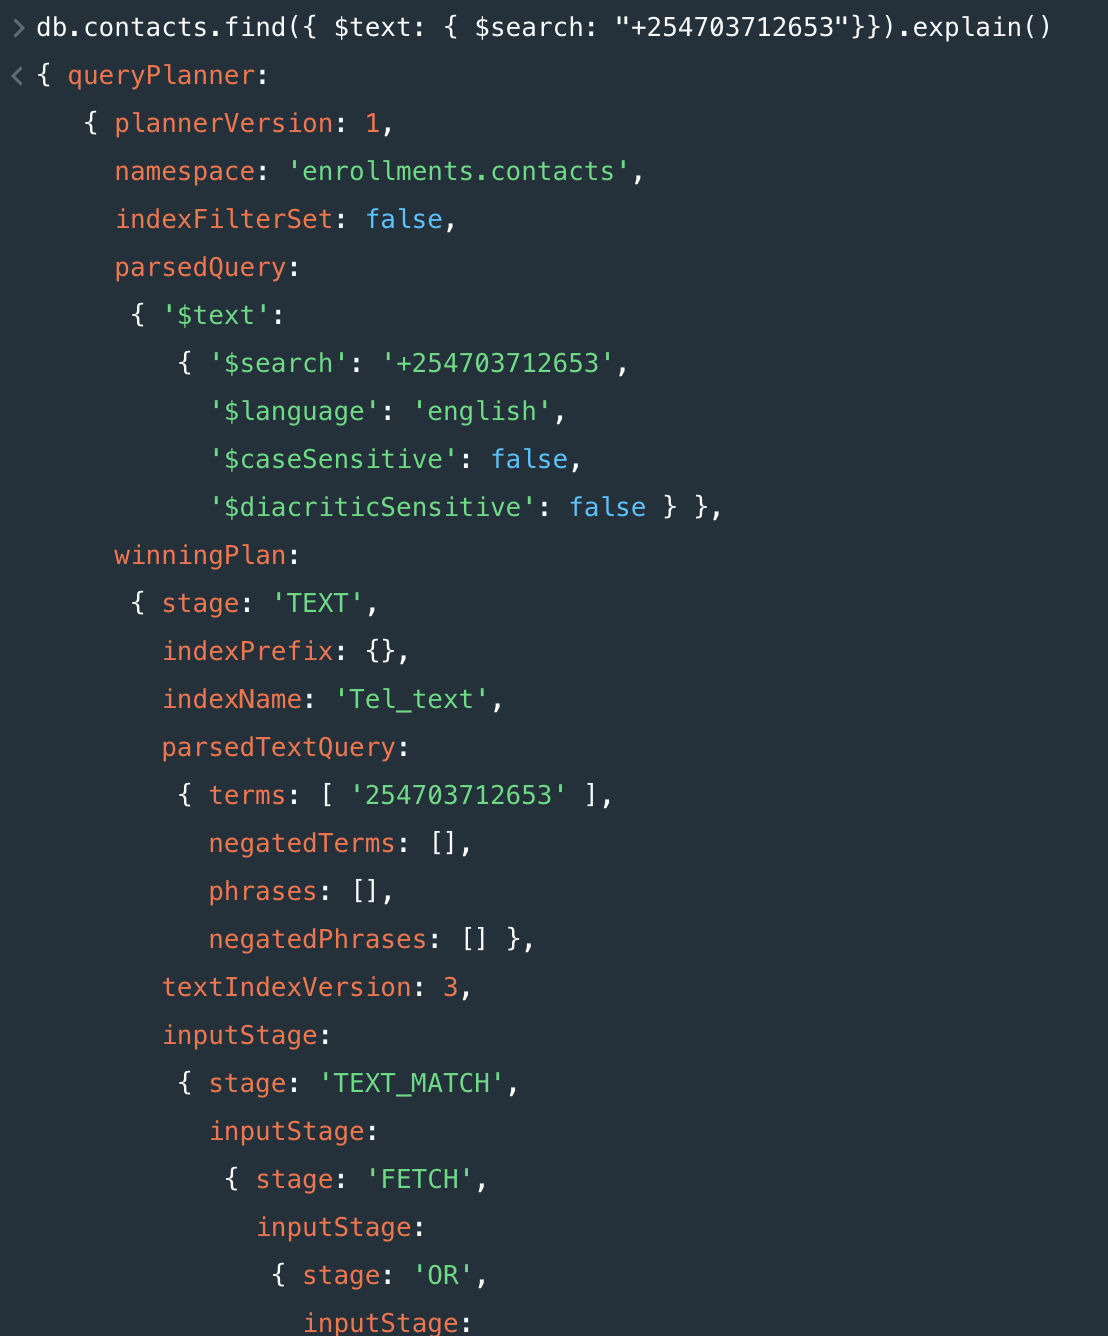 > db.contacts.find({ $text: { $search: "+254703712653"}}).explain()
< { queryPlanner:
{ plannerVersion: 1,
namespace: 'enrollments.contacts',
indexFilterSet: false,
parsedQuery:
{ '$text':
{ '$search': '+254703712653',
'$language': 'english',
'$caseSensitive': false,
'$diacriticSensitive': false } },
winningPlan:
{ stage: 'TEXT',
indexPrefix: {},
indexName: 'Tel_text',
parsedTextQuery:
{ terms: [ '254703712653' ],
negatedTerms: [],
phrases: [],
negatedPhrases: [] },
textIndexVersion: 3,
inputStage:
{ stage: 'TEXT_MATCH',
inputStage:
{ stage: 'FETCH',
inputStage:
{ stage: 'OR',
inputStage: